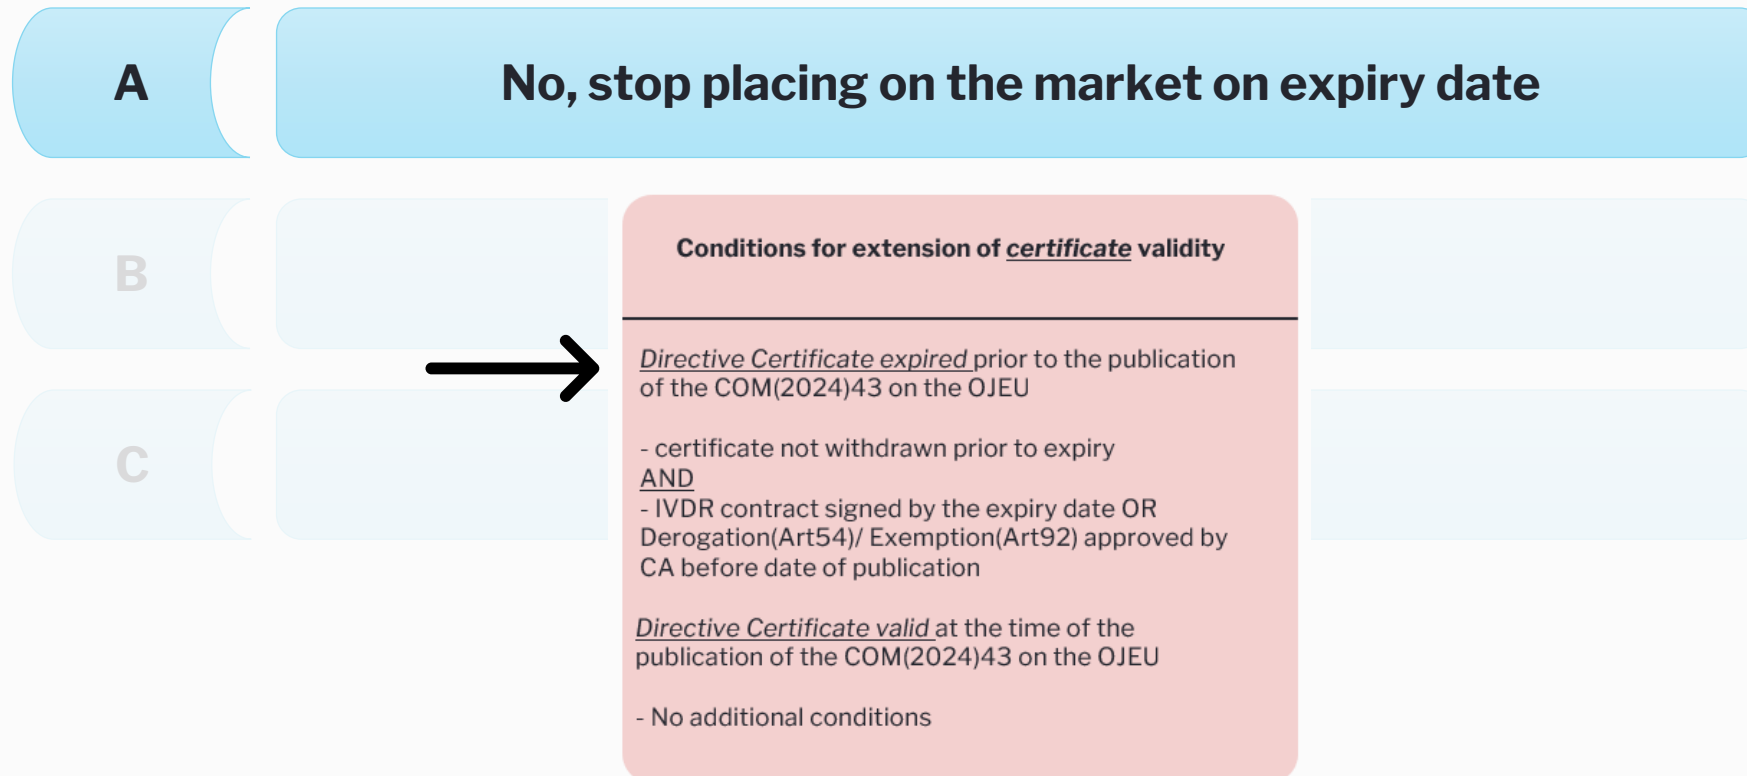 A
No, stop placing on the market on expiry date
B
Conditions for extension of certificate validity
Directive Certificate expired prior to the publication
of the COM(2024)43 on the OJEU
- certificate not withdrawn prior to expiry
AND
- IVDR contract signed by the expiry date OR
Derogation(Art54)/ Exemption(Art92) approved by
CA before date of publication
C
Directive Certificate valid at the time of the
publication of the COM(2024)43 on the OJEU
- No additional conditions